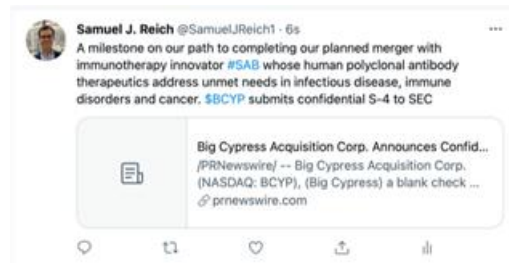 Samuel J. Reich @SamuelJReich1 · 6s
A milestone on our path to completing our planned merger with
immunotherapy innovator #SAB whose human polyclonal antibody
therapeutics address unmet needs in infectious disease, immune
disorders and cancer. $BCYP submits confidential S-4 to SEC
Big Cypress Acquisition Corp. Announces Confid...
/PRNewswire/ -- Big Cypress Acquisition Corp.
(NASDAQ: BCYP), (Big Cypress) a blank check ...
prnewswire.com